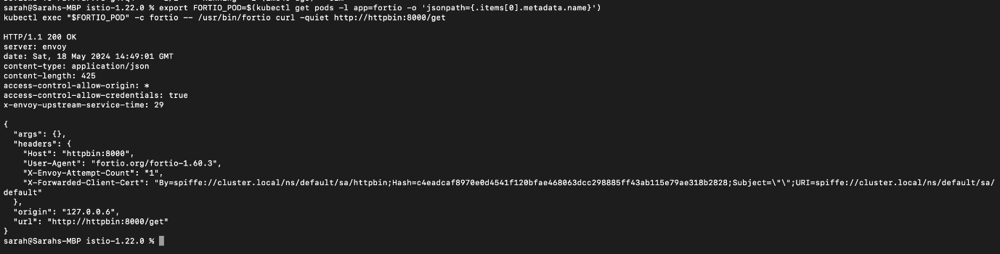 sarah@Sarahs-MBP istio-1.22.0 % export FORTIO_POD=$(kubectl get pods -l app=fortio -o 'jsonpath={.items[0].metadata.name}')
kubectl exec "$FORTIO_POD" -c fortio -- /usr/bin/fortio curl -quiet http://httpbin:8000/get
HTTP/1.1 200 OK
server: envoy
date: Sat, 18 May 2024 14:49:01 GMT
content-type: application/json
content-length: 425
access-control-allow-origin: *
access-control-allow-credentials: true
x-envoy-upstream-service-time: 29
{
  "args": {},
  "headers": {
    "Host": "httpbin:8000",
    "User-Agent": "fortio.org/fortio-1.60.3",
    "X-Envoy-Attempt-Count": "1",
    "X-Forwarded-Client-Cert": "By=spiffe://cluster.local/ns/default/sa/httpbin;Hash=c4eadcaf8970e0d4541f120bfae468063dcc298885ff43ab115e79ae318b2828;Subject=\"\";URI=spiffe://cluster.local/ns/default/sa/
default"
  },
  "origin": "127.0.0.6",
  "url": "http://httpbin:8000/get"
}
sarah@Sarahs-MBP istio-1.22.0 %